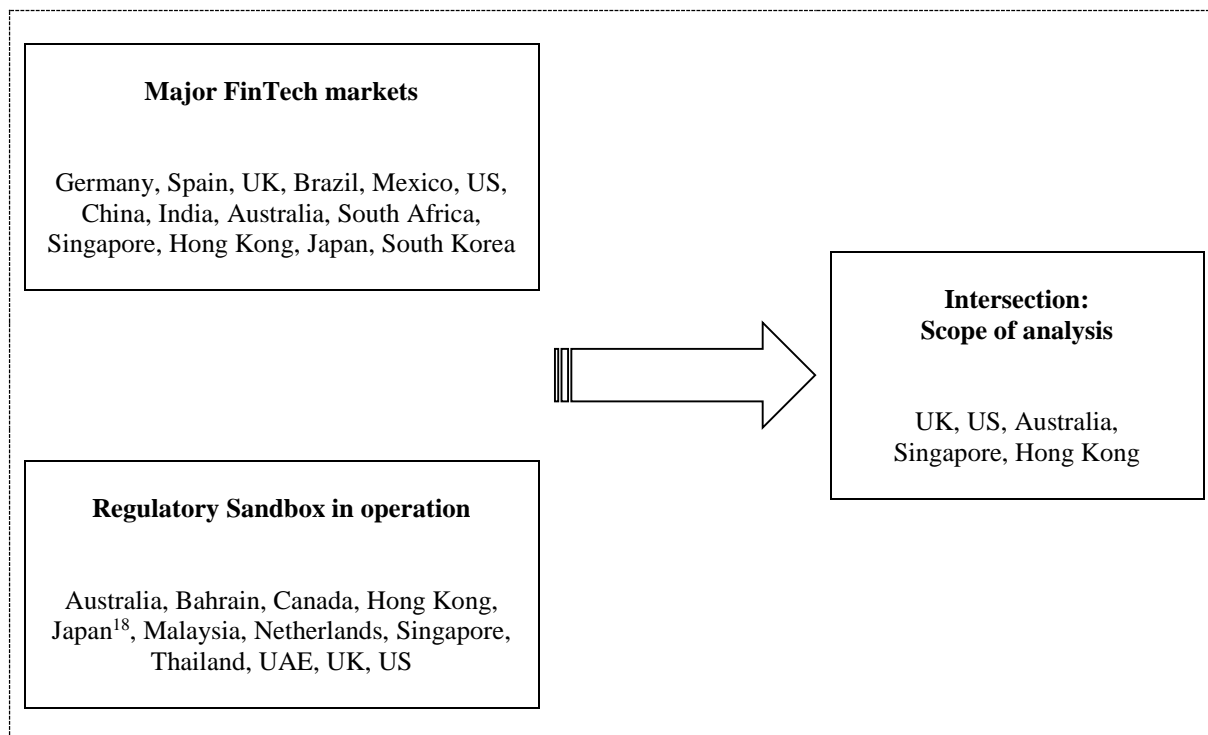 Major FinTech markets
Germany, Spain, UK, Brazil, Mexico, US,
China, India, Australia, South Africa,
Singapore, Hong Kong, Japan, South Korea
Regulatory Sandbox in operation
Australia, Bahrain, Canada, Hong Kong,
Japan¹⁸, Malaysia, Netherlands, Singapore,
Thailand, UAE, UK, US
Intersection:
Scope of analysis
UK, US, Australia,
Singapore, Hong Kong